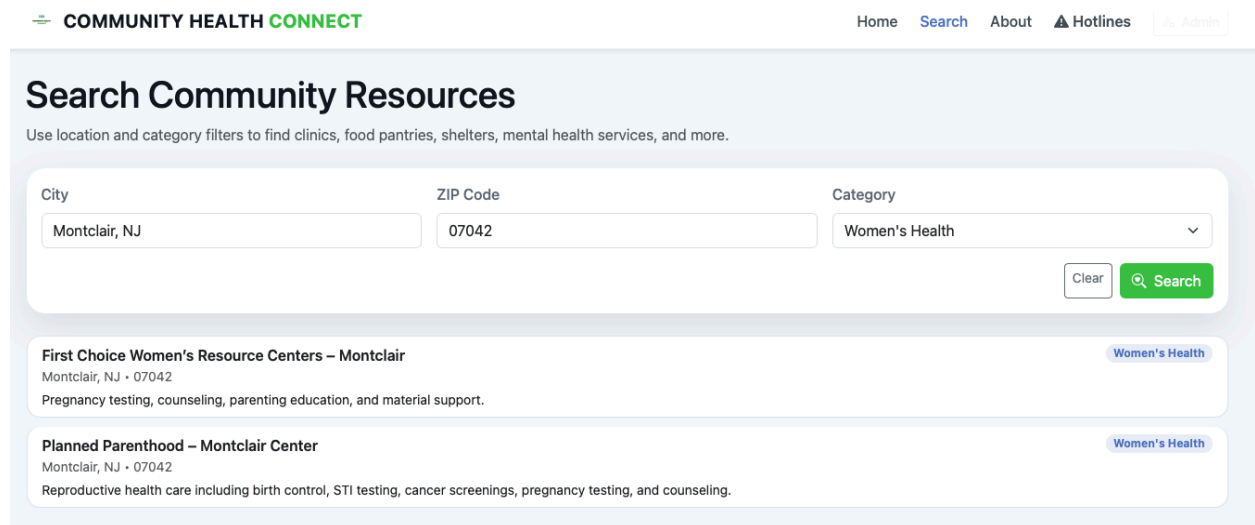 COMMUNITY HEALTH CONNECT
Home Search About Hotlines Admin
Search Community Resources
Use location and category filters to find clinics, food pantries, shelters, mental health services, and more.
City ZIP Code Category
Montclair, NJ 07042 Women's Health
Clear Search
First Choice Women’s Resource Centers – Montclair Women's Health
Montclair, NJ • 07042
Pregnancy testing, counseling, parenting education, and material support.
Planned Parenthood – Montclair Center Women's Health
Montclair, NJ • 07042
Reproductive health care including birth control, STI testing, cancer screenings, pregnancy testing, and counseling.